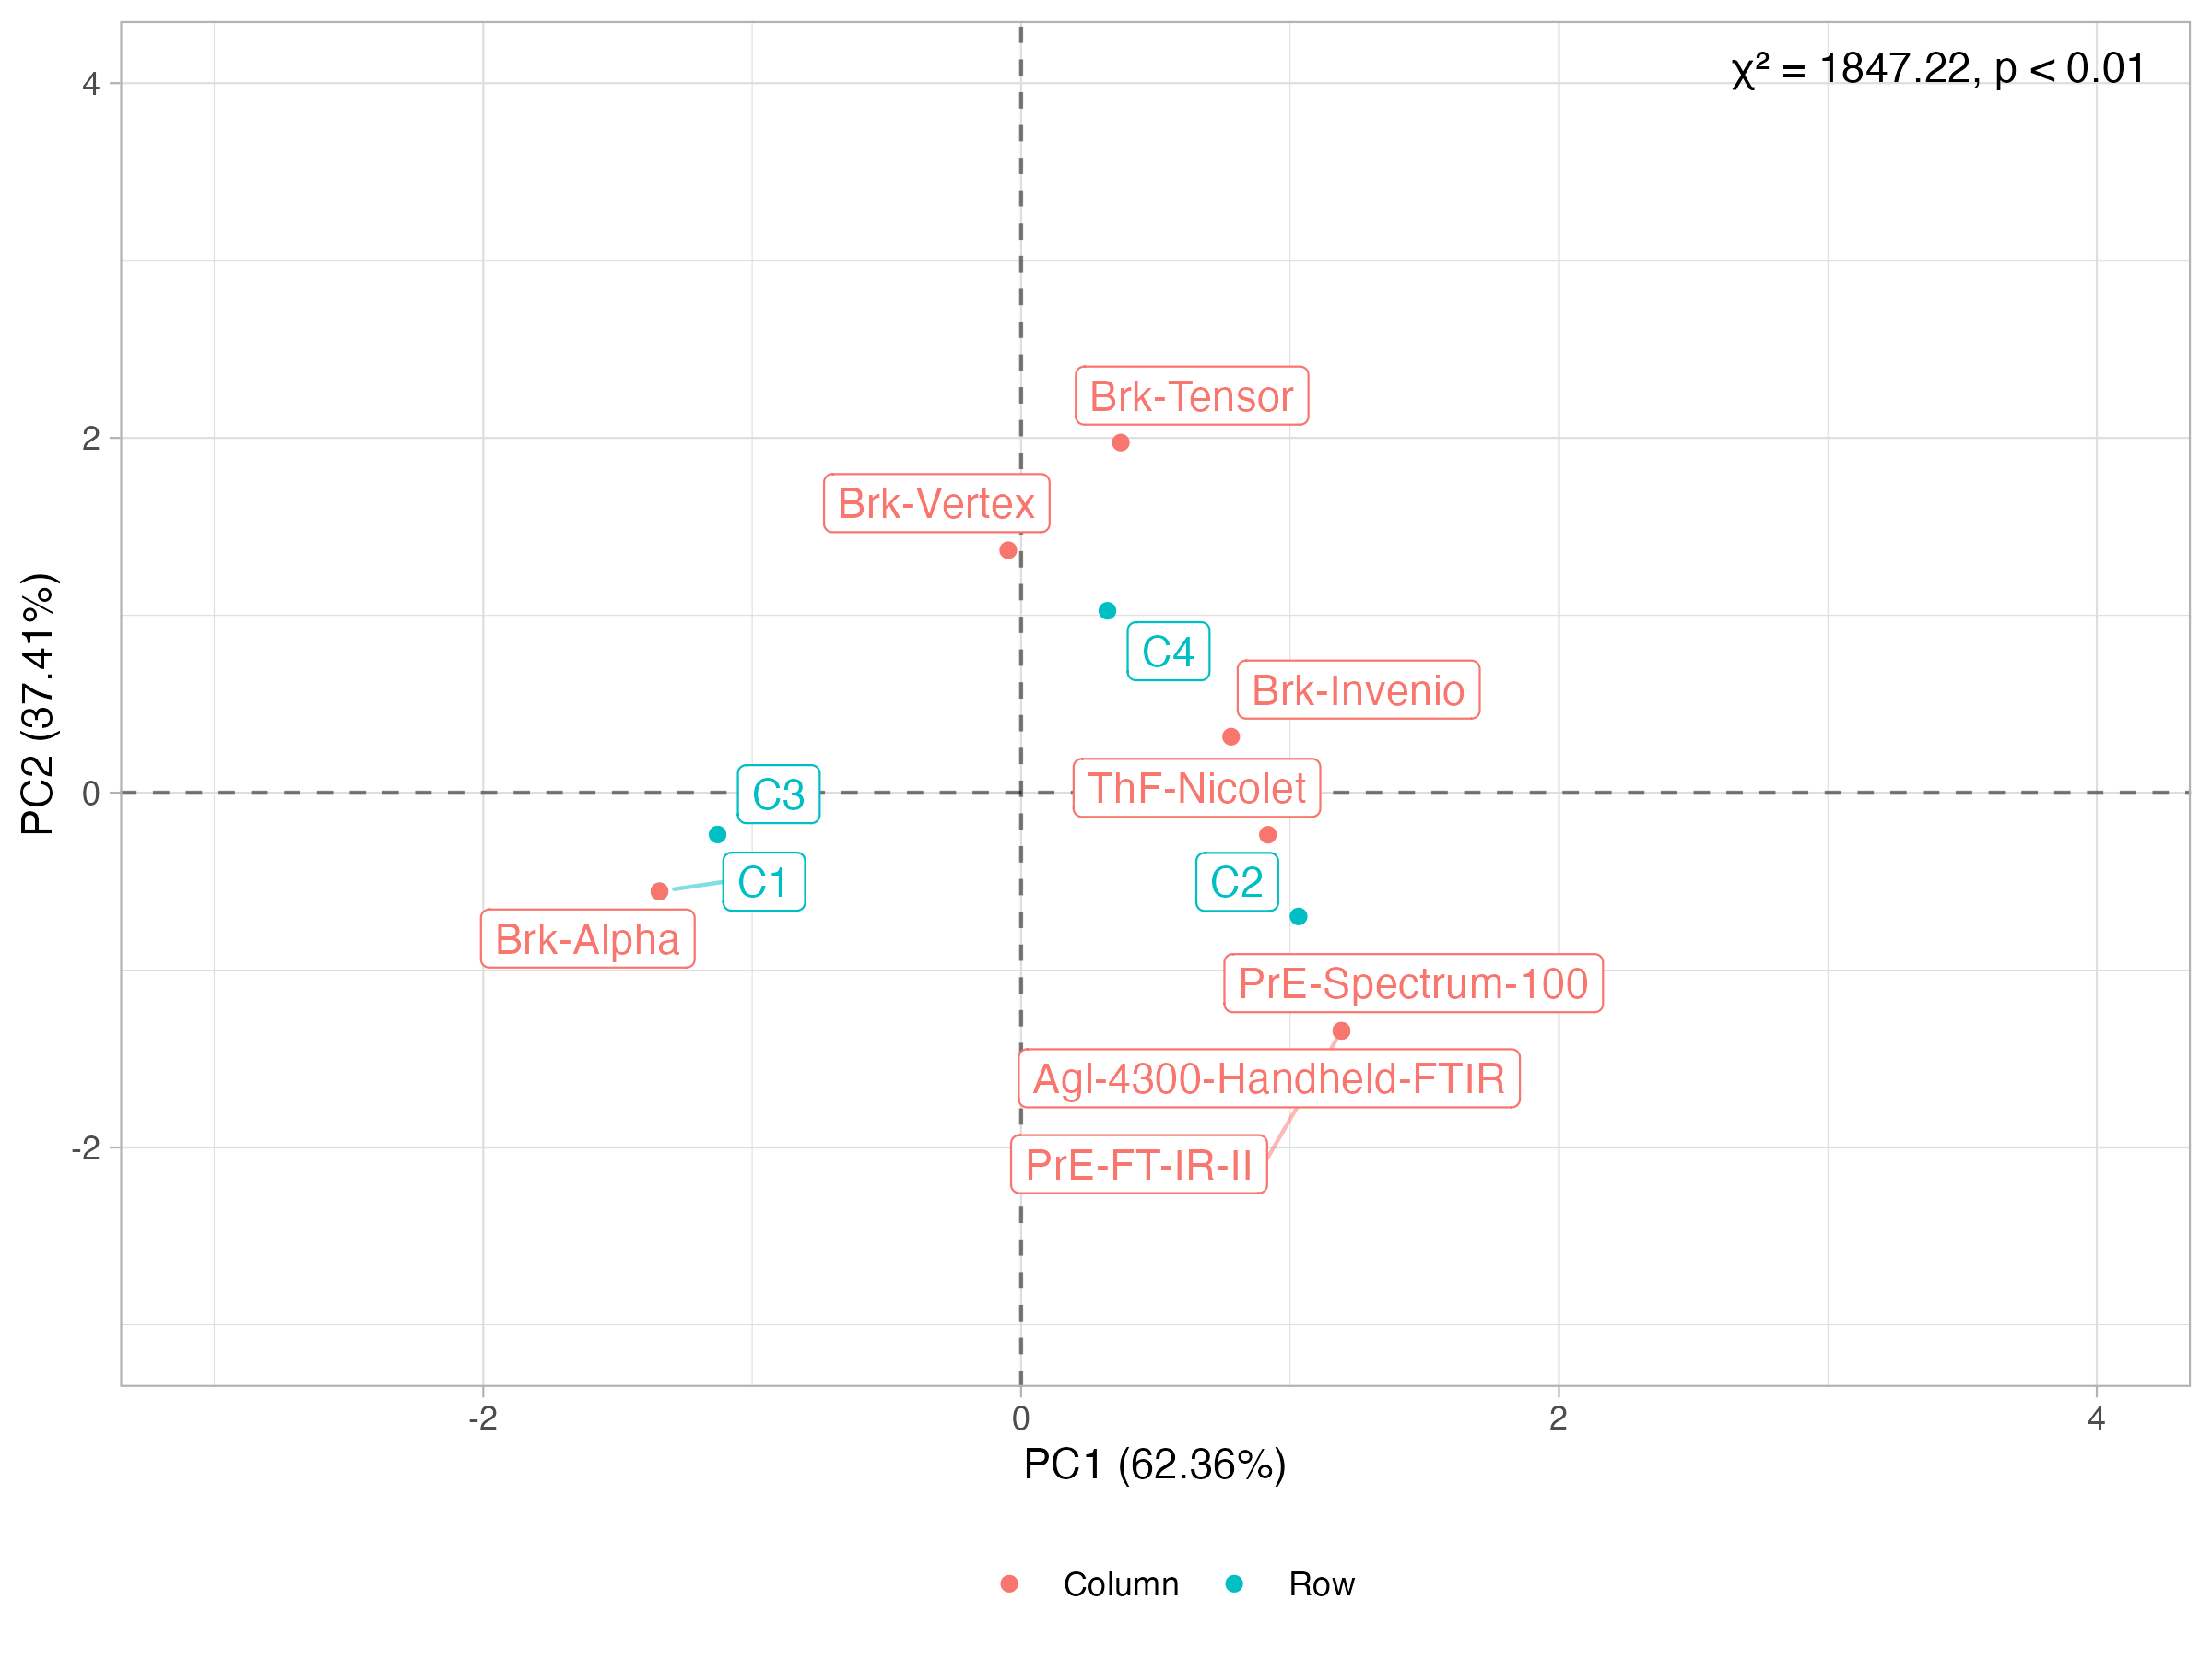 χ² = 1847.22, p < 0.01
4
Brk-Tensor
2
Brk-Vertex
C4
Brk-Invenio
ThF-Nicolet
C3
0
C1
C2
Brk-Alpha
PrE-Spectrum-100
Agl-4300-Handheld-FTIR
-2
PrE-FT-IR-II
PC2 (37.41%)
-2 0 2 4
PC1 (62.36%)
Column Row